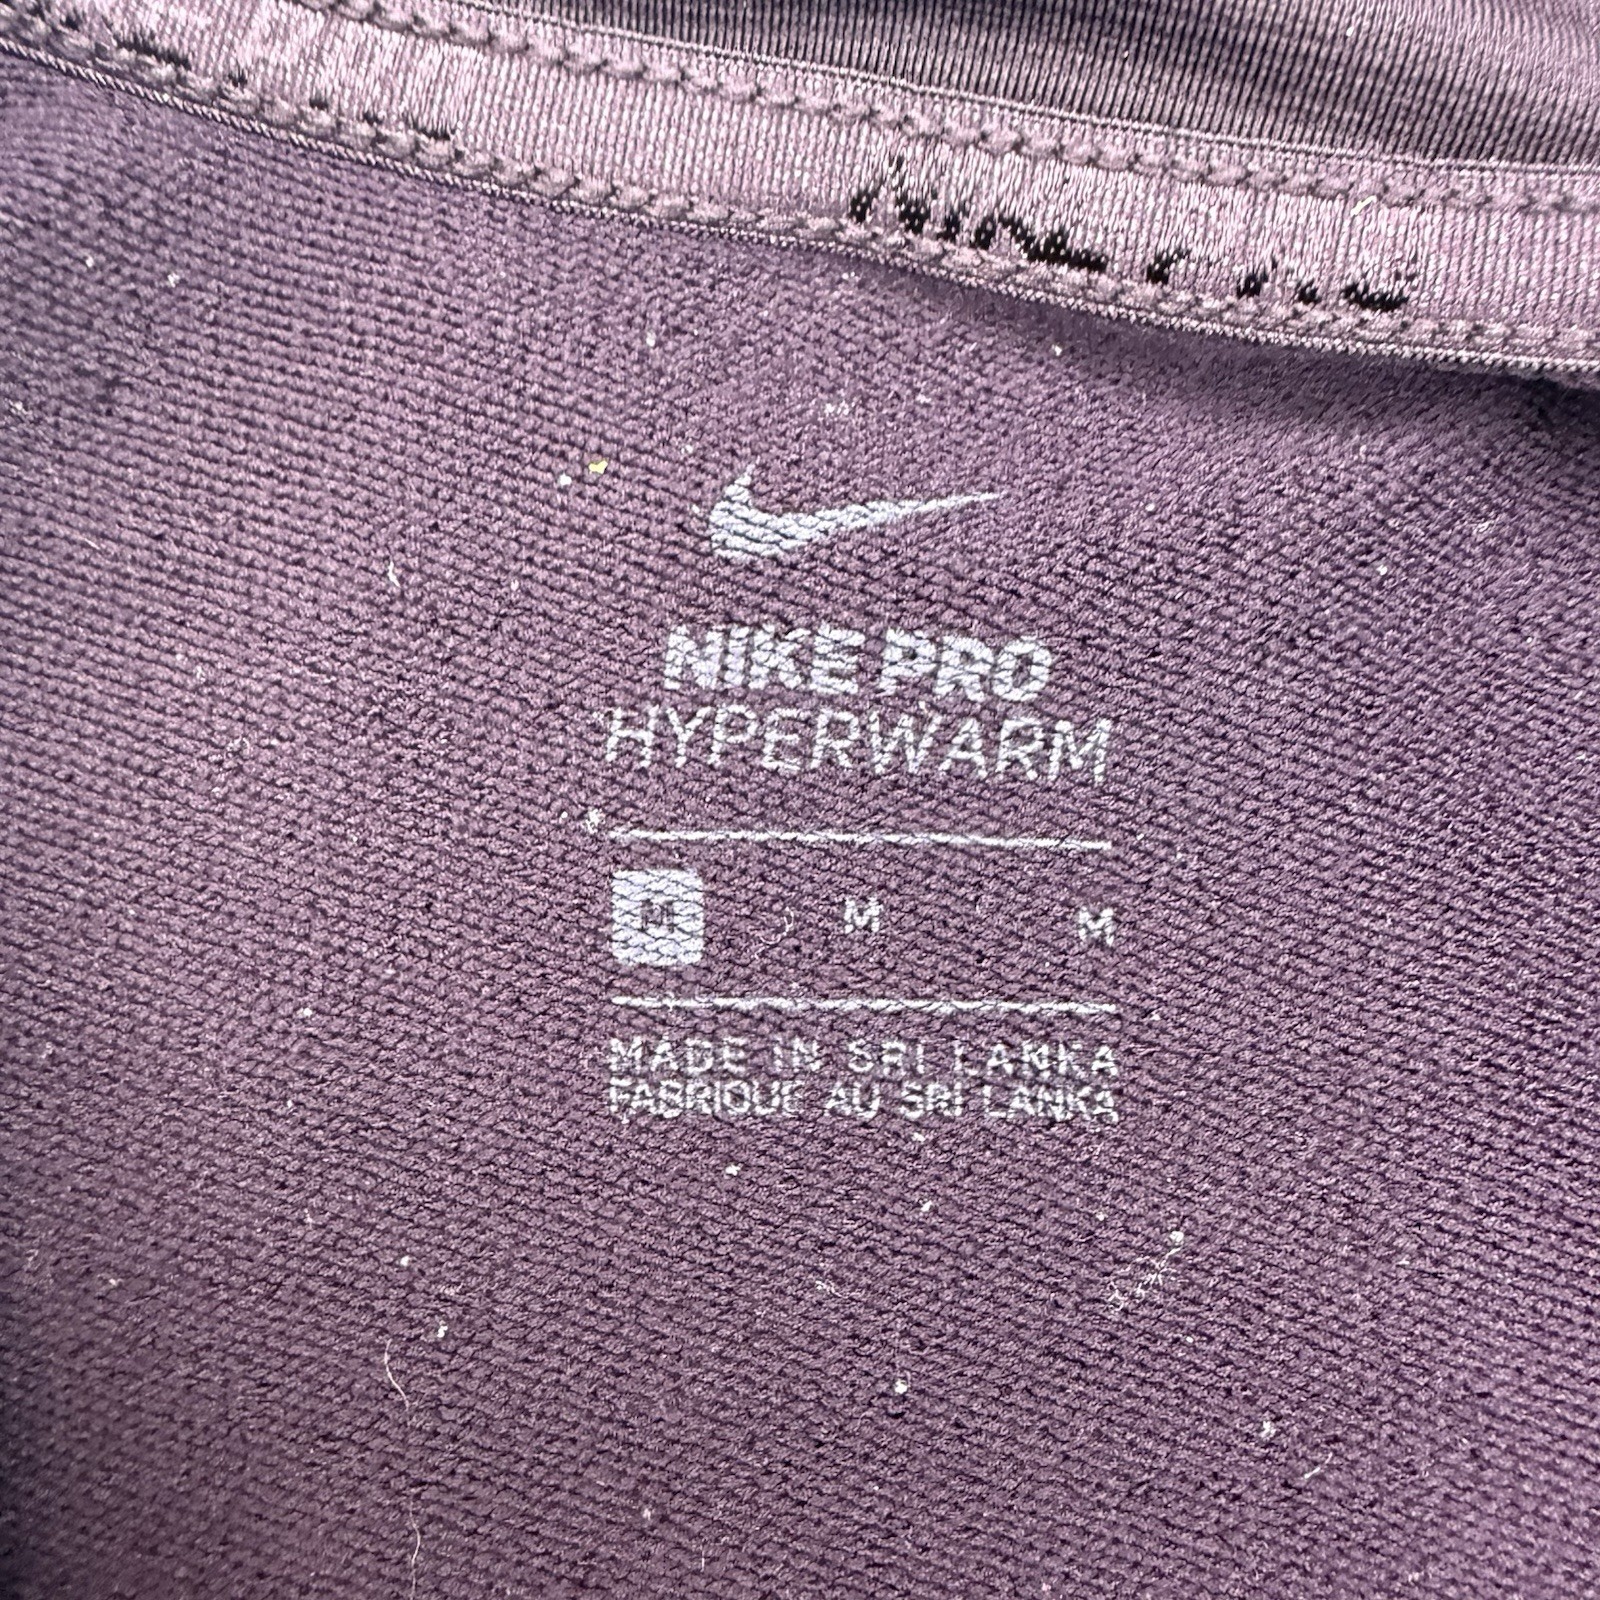 NIKE PRO
HYPERWARM
M M M
MADE IN SRI LANKA
FABRIQUE AU SRI LANKA